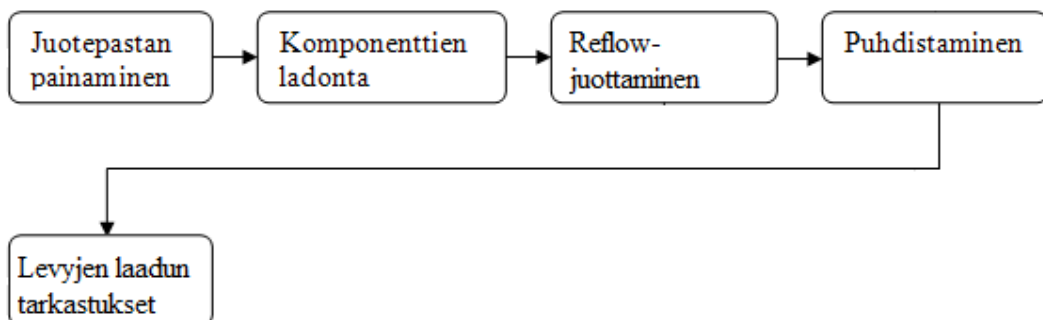 Juotepastan
painaminen
Komponenttien
ladonta
Reflow-
juottaminen
Puhdistaminen
Levyjen laadun
tarkastukset